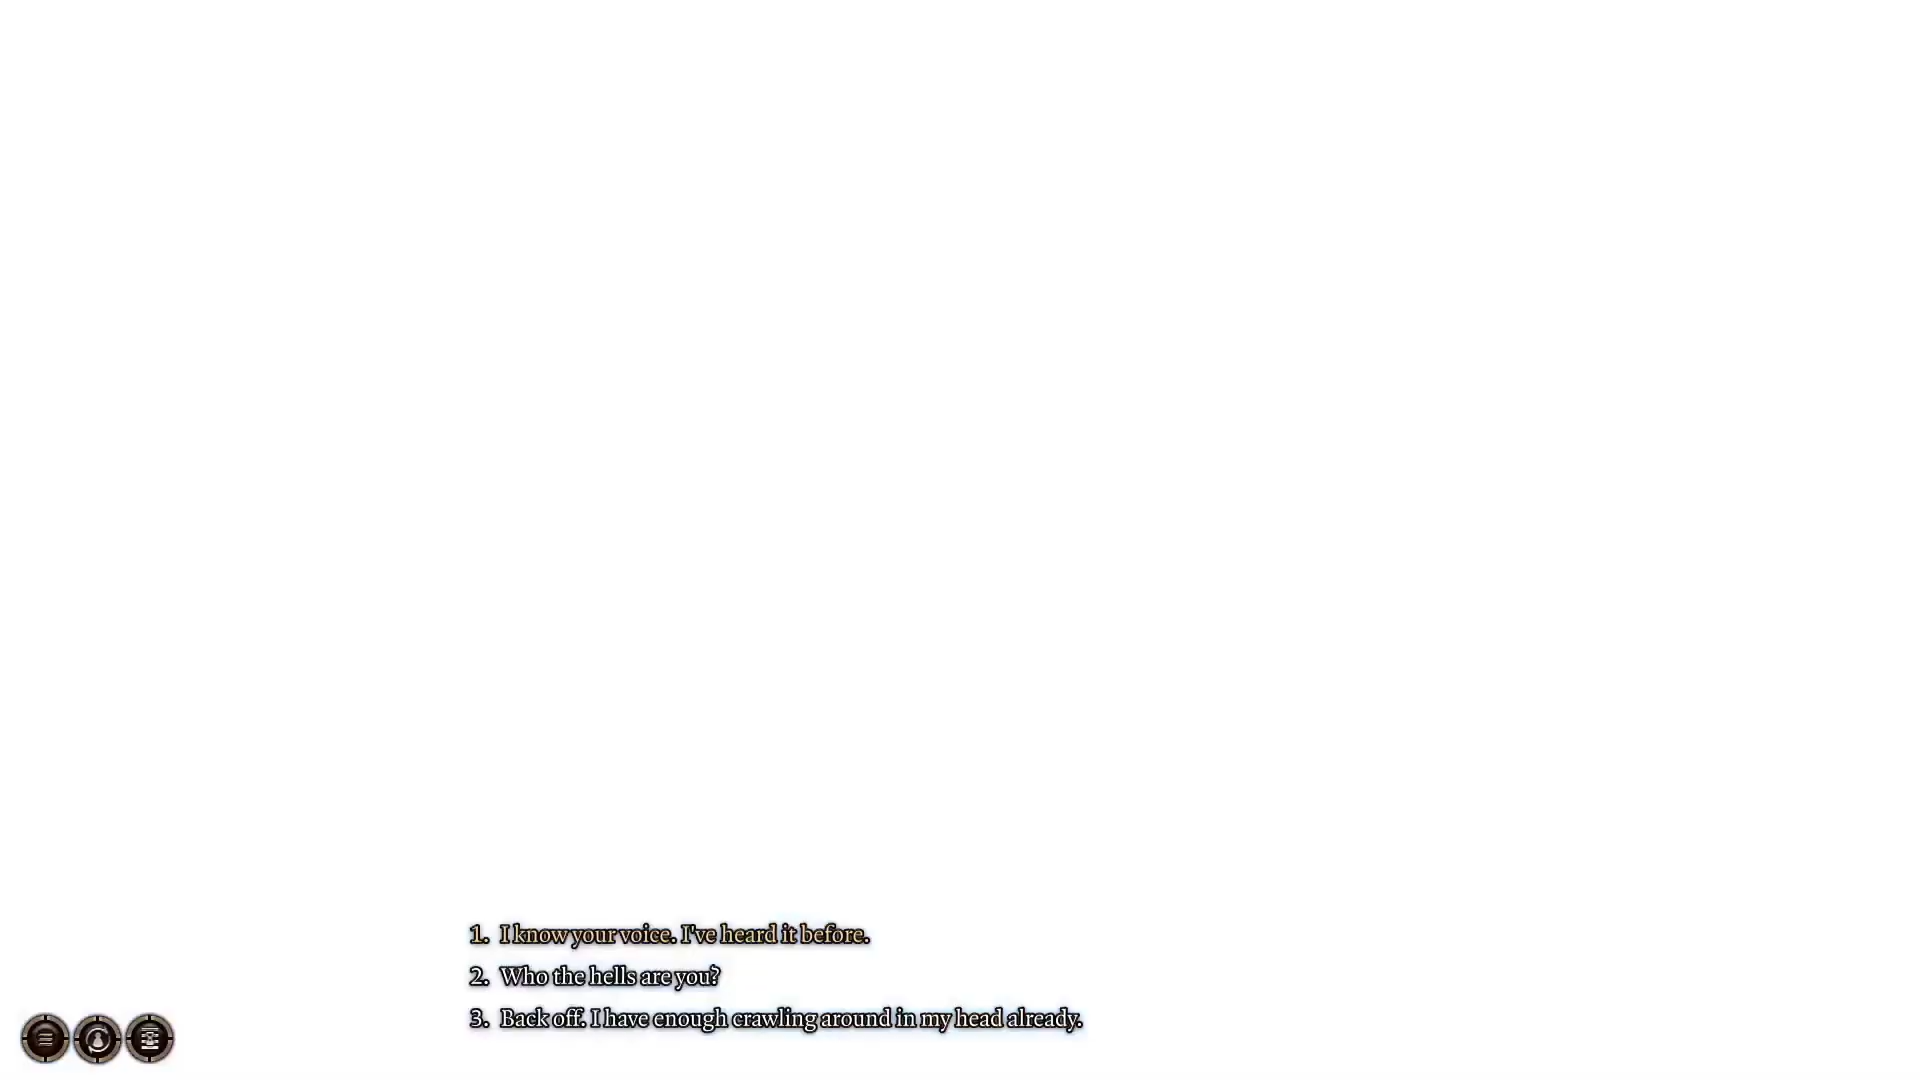 1. I know your voice. I've heard it before.
2. Who the hells are you?
3. Back off. I have enough crawling around in my head already.